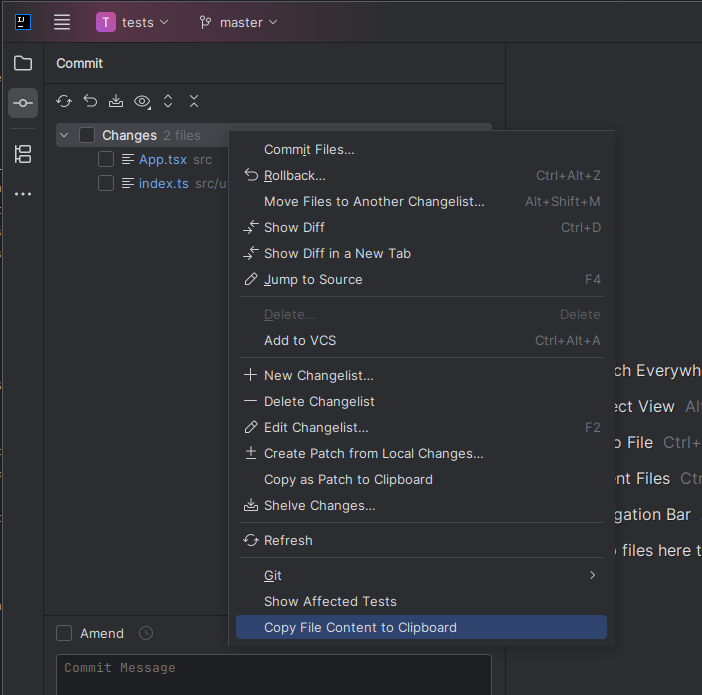 IJ
T tests master
Commit
Changes 2 files
App.tsx src
index.ts src/u
Commit Files...
Rollback... Ctrl+Alt+Z
Move Files to Another Changelist... Alt+Shift+M
Show Diff Ctrl+D
Show Diff in a New Tab
Jump to Source F4
Delete... Delete
Add to VCS Ctrl+Alt+A
New Changelist...
Delete Changelist
Edit Changelist... F2
Create Patch from Local Changes...
Copy as Patch to Clipboard
Shelve Changes...
Refresh
Git
Show Affected Tests
Copy File Content to Clipboard
ch Everywh
ect View Al
o File Ctrl+
nt Files Ctr
gation Bar
files here t
Amend
Commit Message